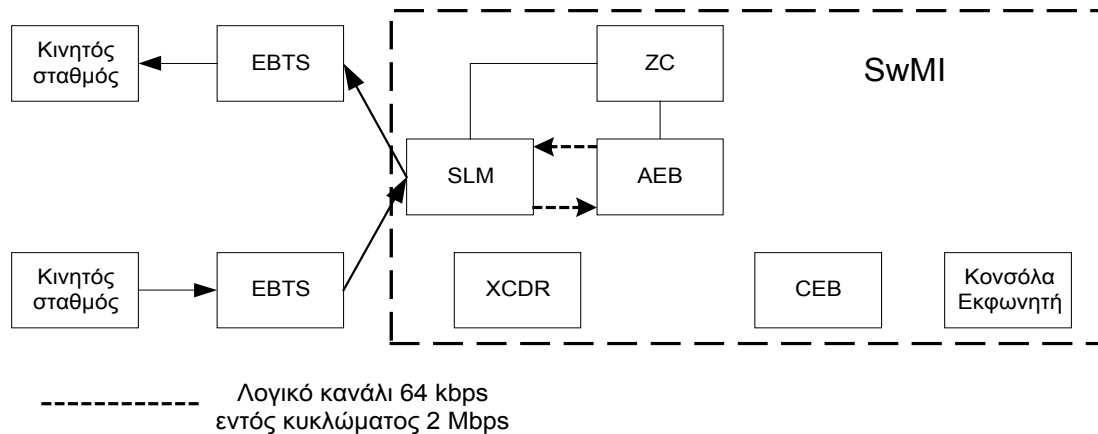 Κινητός
σταθμός
EBTS
ZC
SwMI
SLM
AEB
Κινητός
σταθμός
EBTS
XCDR
CEB
Κονσόλα
Εκφωνητή
Λογικό κανάλι 64 kbps
εντός κυκλώματος 2 Mbps